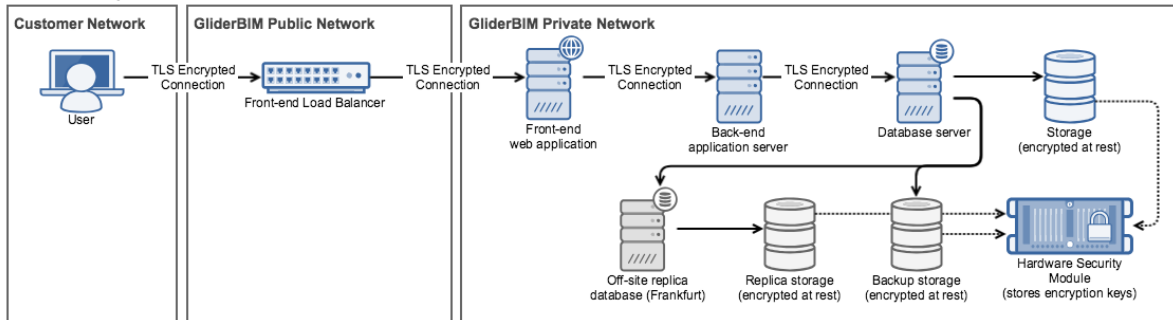 Customer Network
GliderBIM Public Network
GliderBIM Private Network
TLS Encrypted
Connection
User
Front-end Load Balancer
TLS Encrypted
Connection
Front-end
web application
TLS Encrypted
Connection
Back-end
application server
TLS Encrypted
Connection
Database server
Storage
(encrypted at rest)
Off-site replica
database (Frankfurt)
Replica storage
(encrypted at rest)
Backup storage
(encrypted at rest)
Hardware Security
Module
(stores encryption keys)